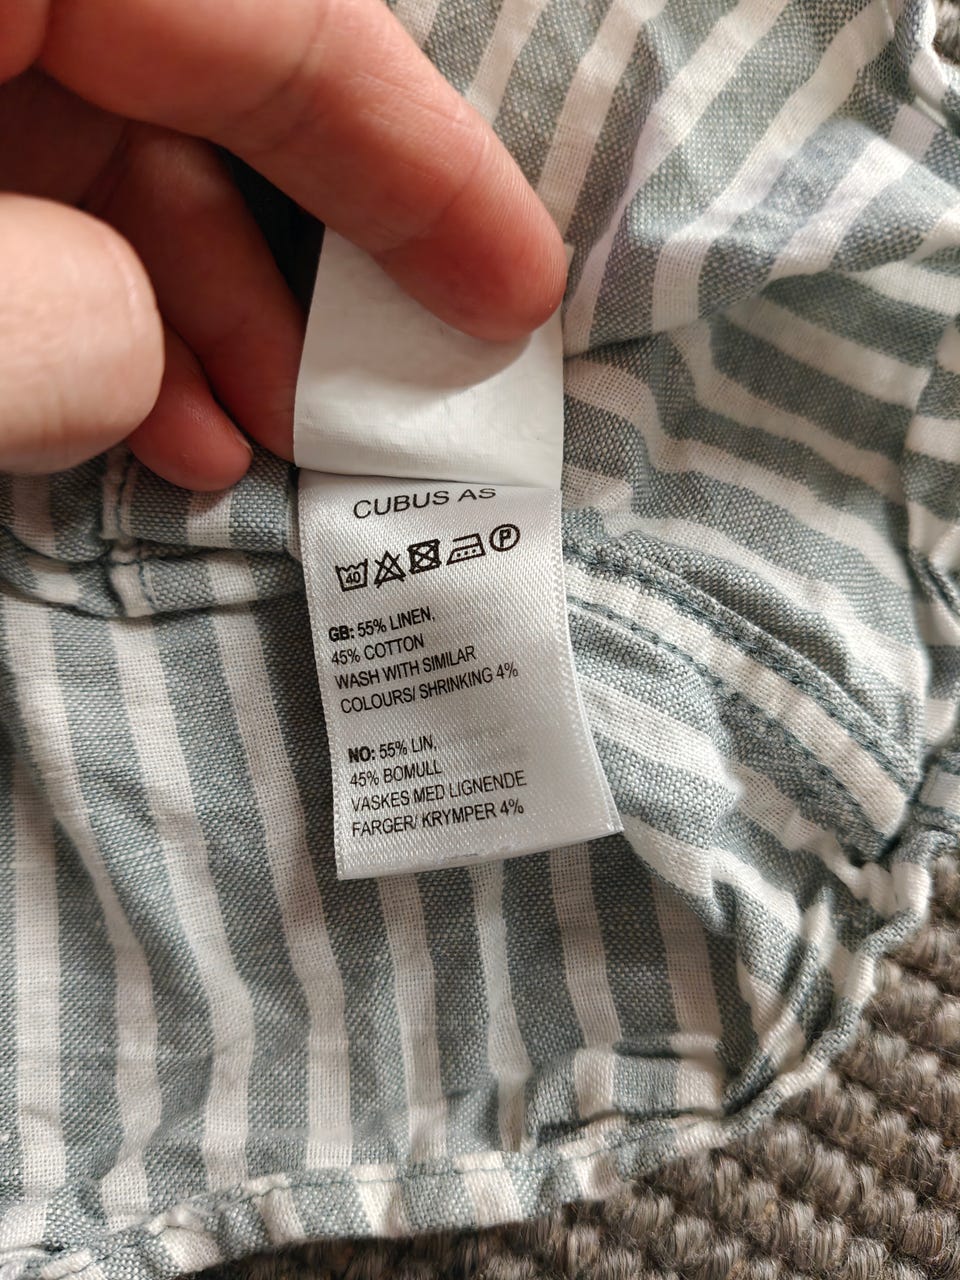 CUBUS AS
40 P
GB: 55% LINEN,
45% COTTON
WASH WITH SIMILAR
COLOURS/ SHRINKING 4%
NO: 55% LIN,
45% BOMULL
VASKES MED LIGNENDE
FARGER/ KRYMPER 4%